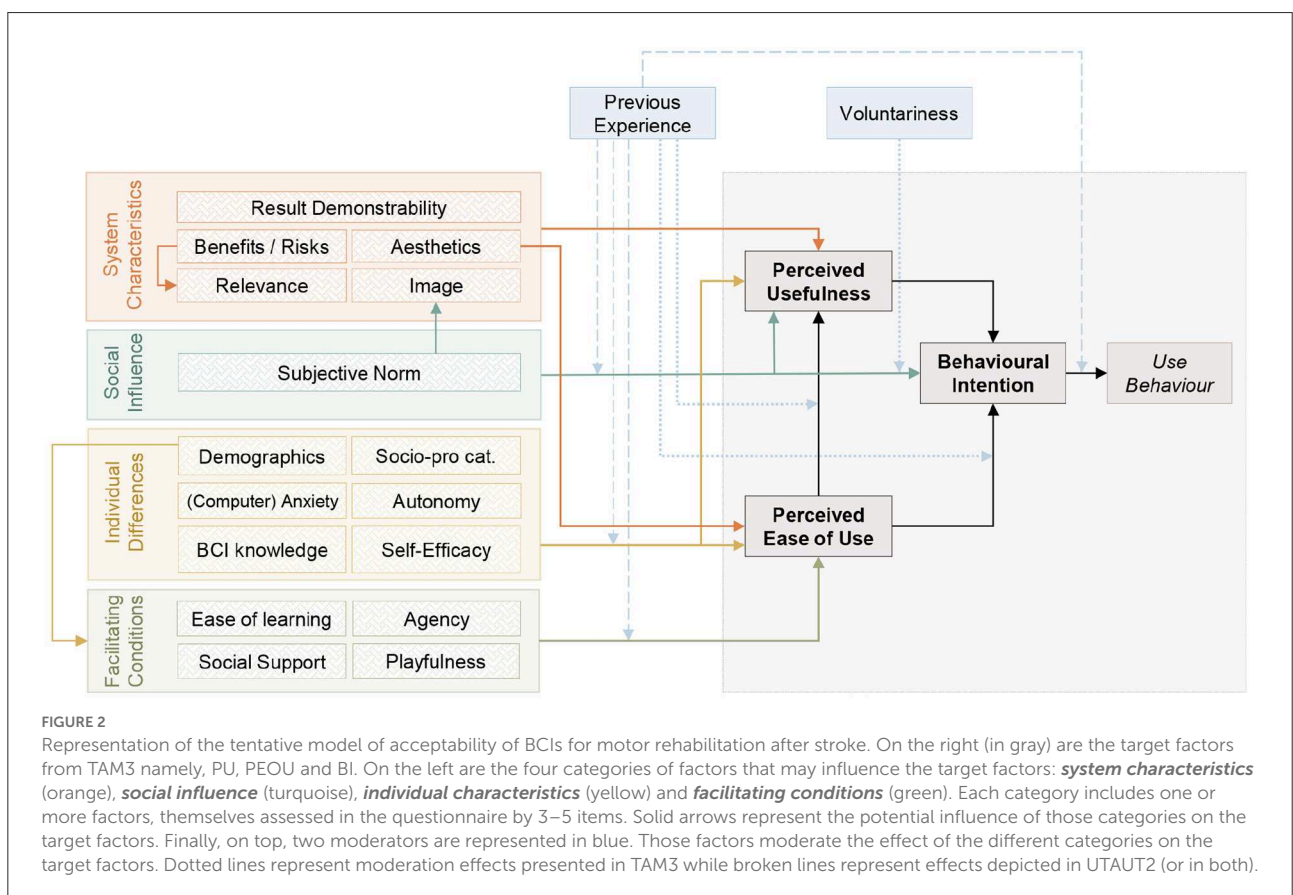 Previous
Experience
Voluntariness
System
Characteristics
Result Demonstrability
Benefits / Risks
Aesthetics
Relevance
Image
Social
Influence
Subjective Norm
Individual
Differences
Demographics
Socio-pro cat.
(Computer) Anxiety
Autonomy
BCI knowledge
Self-Efficacy
Facilitating
Conditions
Ease of learning
Agency
Social Support
Playfulness
Perceived
Usefulness
Behavioural
Intention
Use
Behaviour
Perceived
Ease of Use
FIGURE 2
Representation of the tentative model of acceptability of BCIs for motor rehabilitation after stroke. On the right (in gray) are the target factors
from TAM3 namely, PU, PEOU and BI. On the left are the four categories of factors that may influence the target factors: system characteristics
(orange), social influence (turquoise), individual characteristics (yellow) and facilitating conditions (green). Each category includes one or
more factors, themselves assessed in the questionnaire by 3–5 items. Solid arrows represent the potential influence of those categories on the
target factors. Finally, on top, two moderators are represented in blue. Those factors moderate the effect of the different categories on the
target factors. Dotted lines represent moderation effects presented in TAM3 while broken lines represent effects depicted in UTAUT2 (or in both).